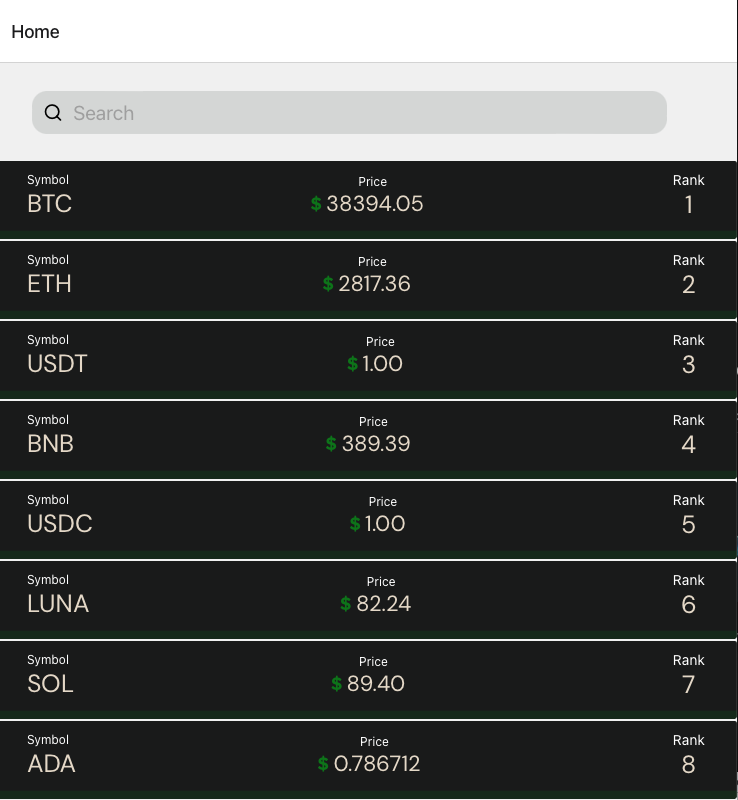 Home
Search
Symbol Price Rank
BTC $ 38394.05 1
Symbol Price Rank
ETH $ 2817.36 2
Symbol Price Rank
USDT $ 1.00 3
Symbol Price Rank
BNB $ 389.39 4
Symbol Price Rank
USDC $ 1.00 5
Symbol Price Rank
LUNA $ 82.24 6
Symbol Price Rank
SOL $ 89.40 7
Symbol Price Rank
ADA $ 0.786712 8